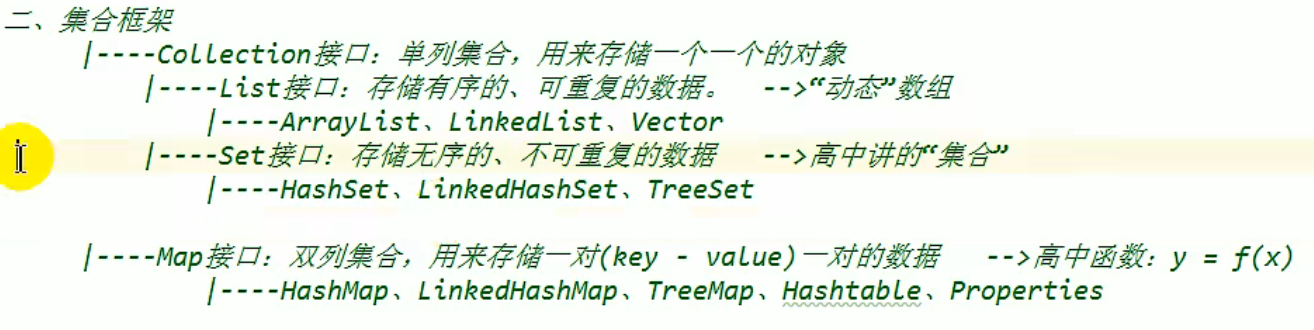 二、集合框架
|----Collection接口：单列集合，用来存储一个一个的对象
|----List接口：存储有序的、可重复的数据。 -->“动态”数组
|----ArrayList、LinkedList、Vector
|----Set接口：存储无序的、不可重复的数据 -->高中讲的“集合”
|----HashSet、LinkedHashSet、TreeSet
|----Map接口：双列集合，用来存储一对(key - value)一对的数据 -->高中函数：y = f(x)
|----HashMap、LinkedHashMap、TreeMap、Hashtable、Properties